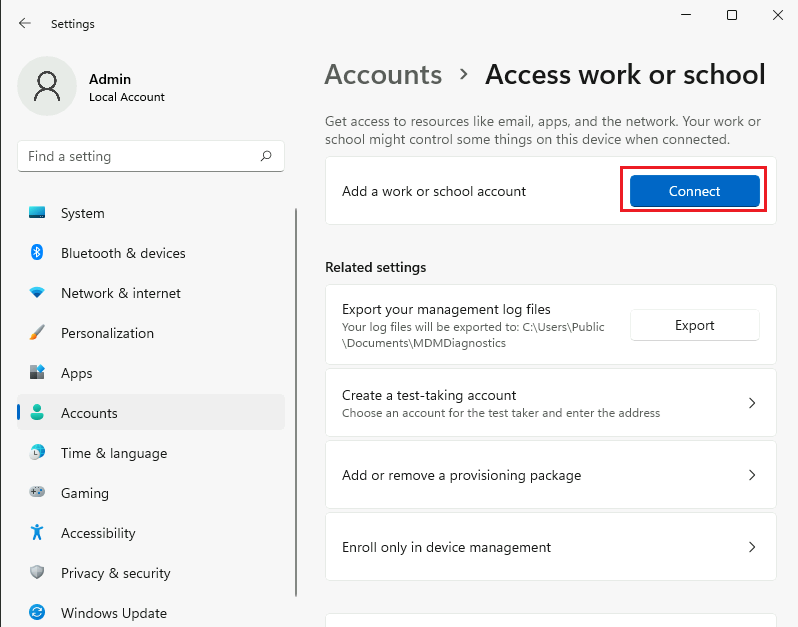 Settings
Admin
Local Account
Find a setting
System
Bluetooth & devices
Network & internet
Personalization
Apps
Accounts
Time & language
Gaming
Accessibility
Privacy & security
Windows Update
Accounts > Access work or school
Get access to resources like email, apps, and the network. Your work or
school might control some things on this device when connected.
Add a work or school account
Connect
Related settings
Export your management log files
Your log files will be exported to: C:\Users\Public
\Documents\MDMDiagnostics
Export
Create a test-taking account
Choose an account for the test taker and enter the address
Add or remove a provisioning package
Enroll only in device management